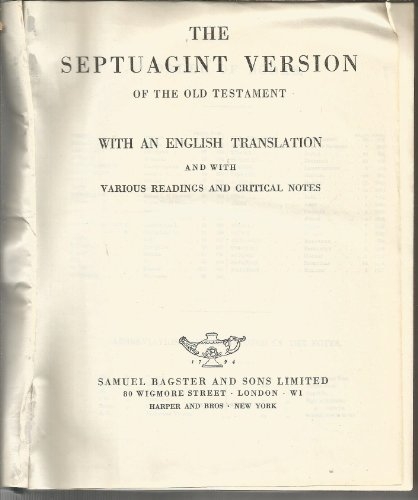 THE
SEPTUAGINT VERSION
OF THE OLD TESTAMENT
WITH AN ENGLISH TRANSLATION
AND WITH
VARIOUS READINGS AND CRITICAL NOTES
1794
SAMUEL BAGSTER AND SONS LIMITED
80 WIGMORE STREET · LONDON · W1
HARPER AND BROS · NEW YORK